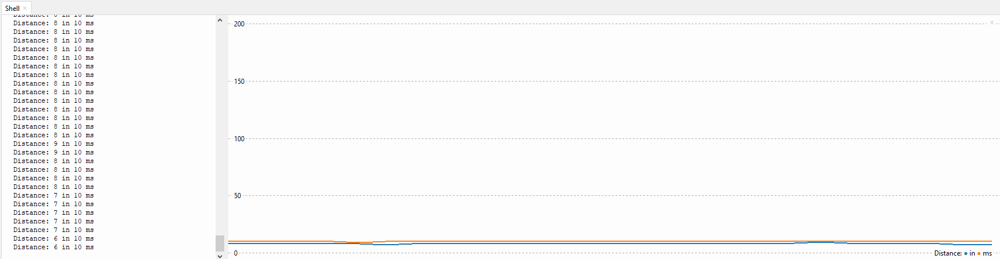 Shell
Distance: in 10 ms
Distance: 8 in 10 ms
Distance: 8 in 10 ms
Distance: 8 in 10 ms
Distance: 8 in 10 ms
Distance: 8 in 10 ms
Distance: 8 in 10 ms
Distance: 8 in 10 ms
Distance: 8 in 10 ms
Distance: 8 in 10 ms
Distance: 8 in 10 ms
Distance: 8 in 10 ms
Distance: 8 in 10 ms
Distance: 8 in 10 ms
Distance: 8 in 10 ms
Distance: 9 in 10 ms
Distance: 9 in 10 ms
Distance: 8 in 10 ms
Distance: 8 in 10 ms
Distance: 8 in 10 ms
Distance: 8 in 10 ms
Distance: 7 in 10 ms
Distance: 7 in 10 ms
Distance: 7 in 10 ms
Distance: 7 in 10 ms
Distance: 7 in 10 ms
Distance: 6 in 10 ms
Distance: 6 in 10 ms
200
150
100
50
0
Distance: in ms